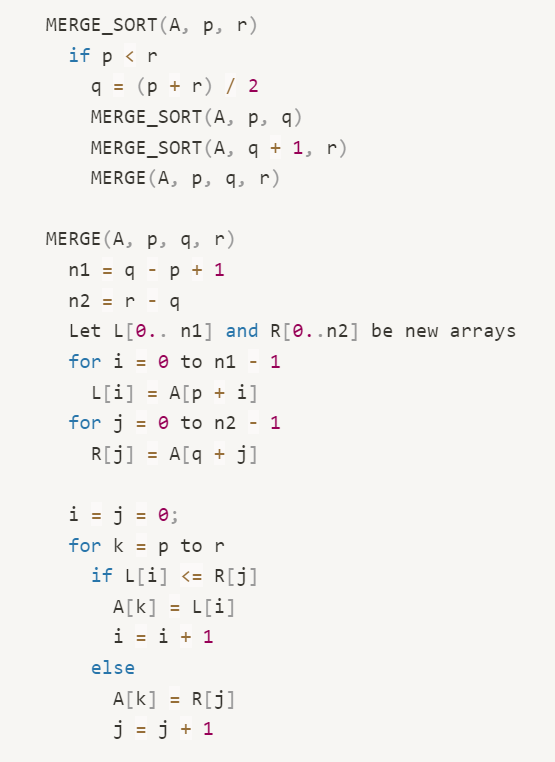 MERGE_SORT(A, p, r)
if p < r
q = (p + r) / 2
MERGE_SORT(A, p, q)
MERGE_SORT(A, q + 1, r)
MERGE(A, p, q, r)
MERGE(A, p, q, r)
n1 = q - p + 1
n2 = r - q
Let L[0.. n1] and R[0..n2] be new arrays
for i = 0 to n1 - 1
L[i] = A[p + i]
for j = 0 to n2 - 1
R[j] = A[q + j]
i = j = 0;
for k = p to r
if L[i] <= R[j]
A[k] = L[i]
i = i + 1
else
A[k] = R[j]
j = j + 1